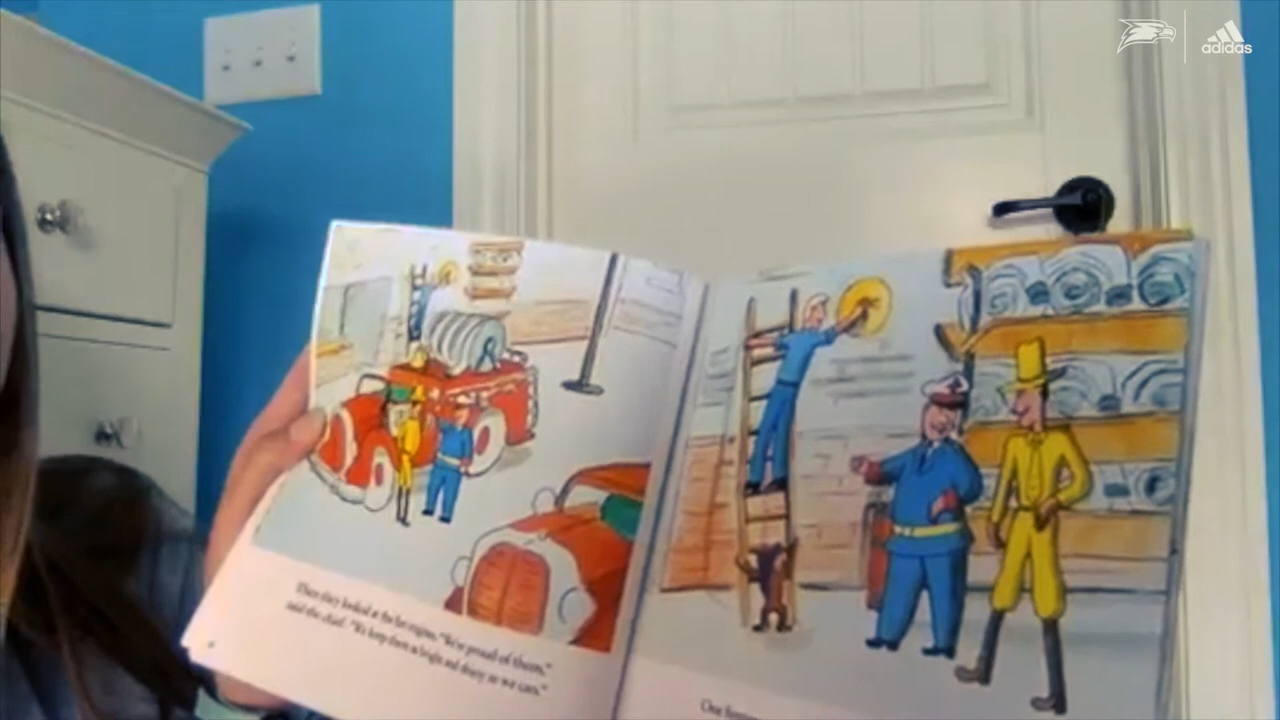 Then they looked at the fire engines. "We're proud of them,"
said the chief. "We keep them as bright and shiny as we can."
One
adidas